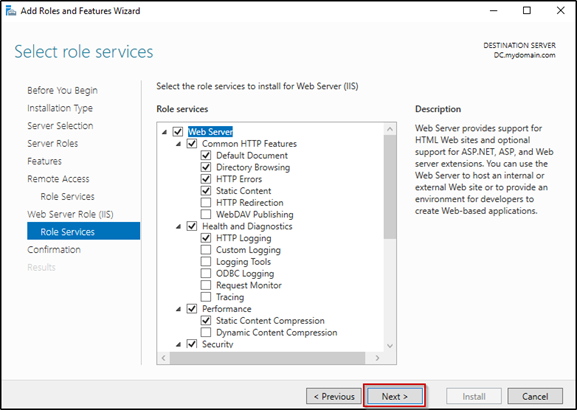 Add Roles and Features Wizard
Select role services
DESTINATION SERVER
DC.mydomain.com
Before You Begin
Installation Type
Server Selection
Server Roles
Features
Remote Access
Role Services
Web Server Role (IIS)
Role Services
Confirmation
Results
Select the role services to install for Web Server (IIS)
Role services
Web Server
Common HTTP Features
Default Document
Directory Browsing
HTTP Errors
Static Content
HTTP Redirection
WebDAV Publishing
Health and Diagnostics
HTTP Logging
Custom Logging
Logging Tools
ODBC Logging
Request Monitor
Tracing
Performance
Static Content Compression
Dynamic Content Compression
Security
Description
Web Server provides support for
HTML Web sites and optional
support for ASP.NET, ASP, and Web
server extensions. You can use the
Web Server to host an internal or
external Web site or to provide an
environment for developers to
create Web-based applications.
< Previous
Next >
Install
Cancel